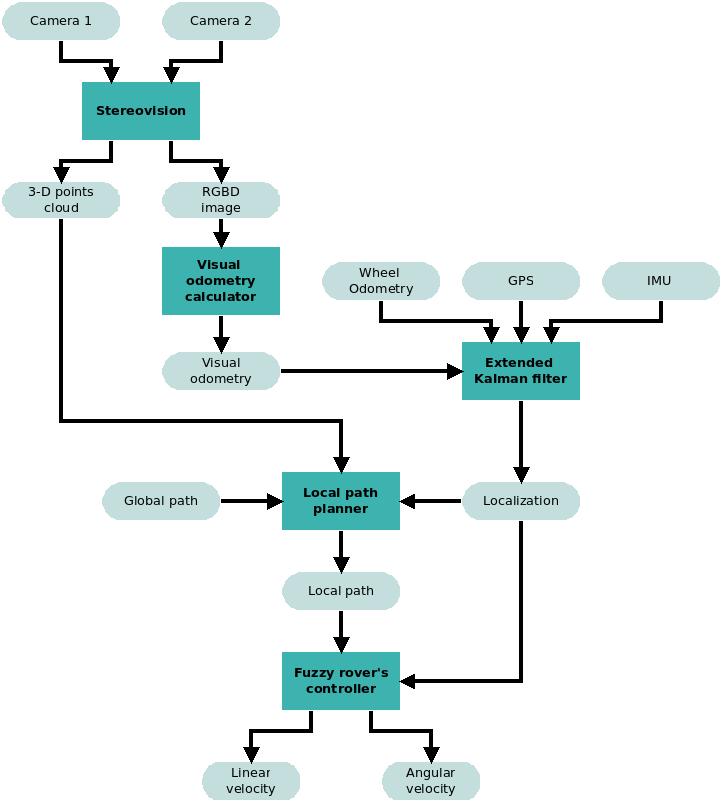 Camera 1
Camera 2
Stereovision
3-D points
cloud
RGBD
image
Visual
odometry
calculator
Wheel
Odometry
GPS
IMU
Visual
odometry
Extended
Kalman filter
Global path
Local path
planner
Localization
Local path
Fuzzy rover's
controller
Linear
velocity
Angular
velocity